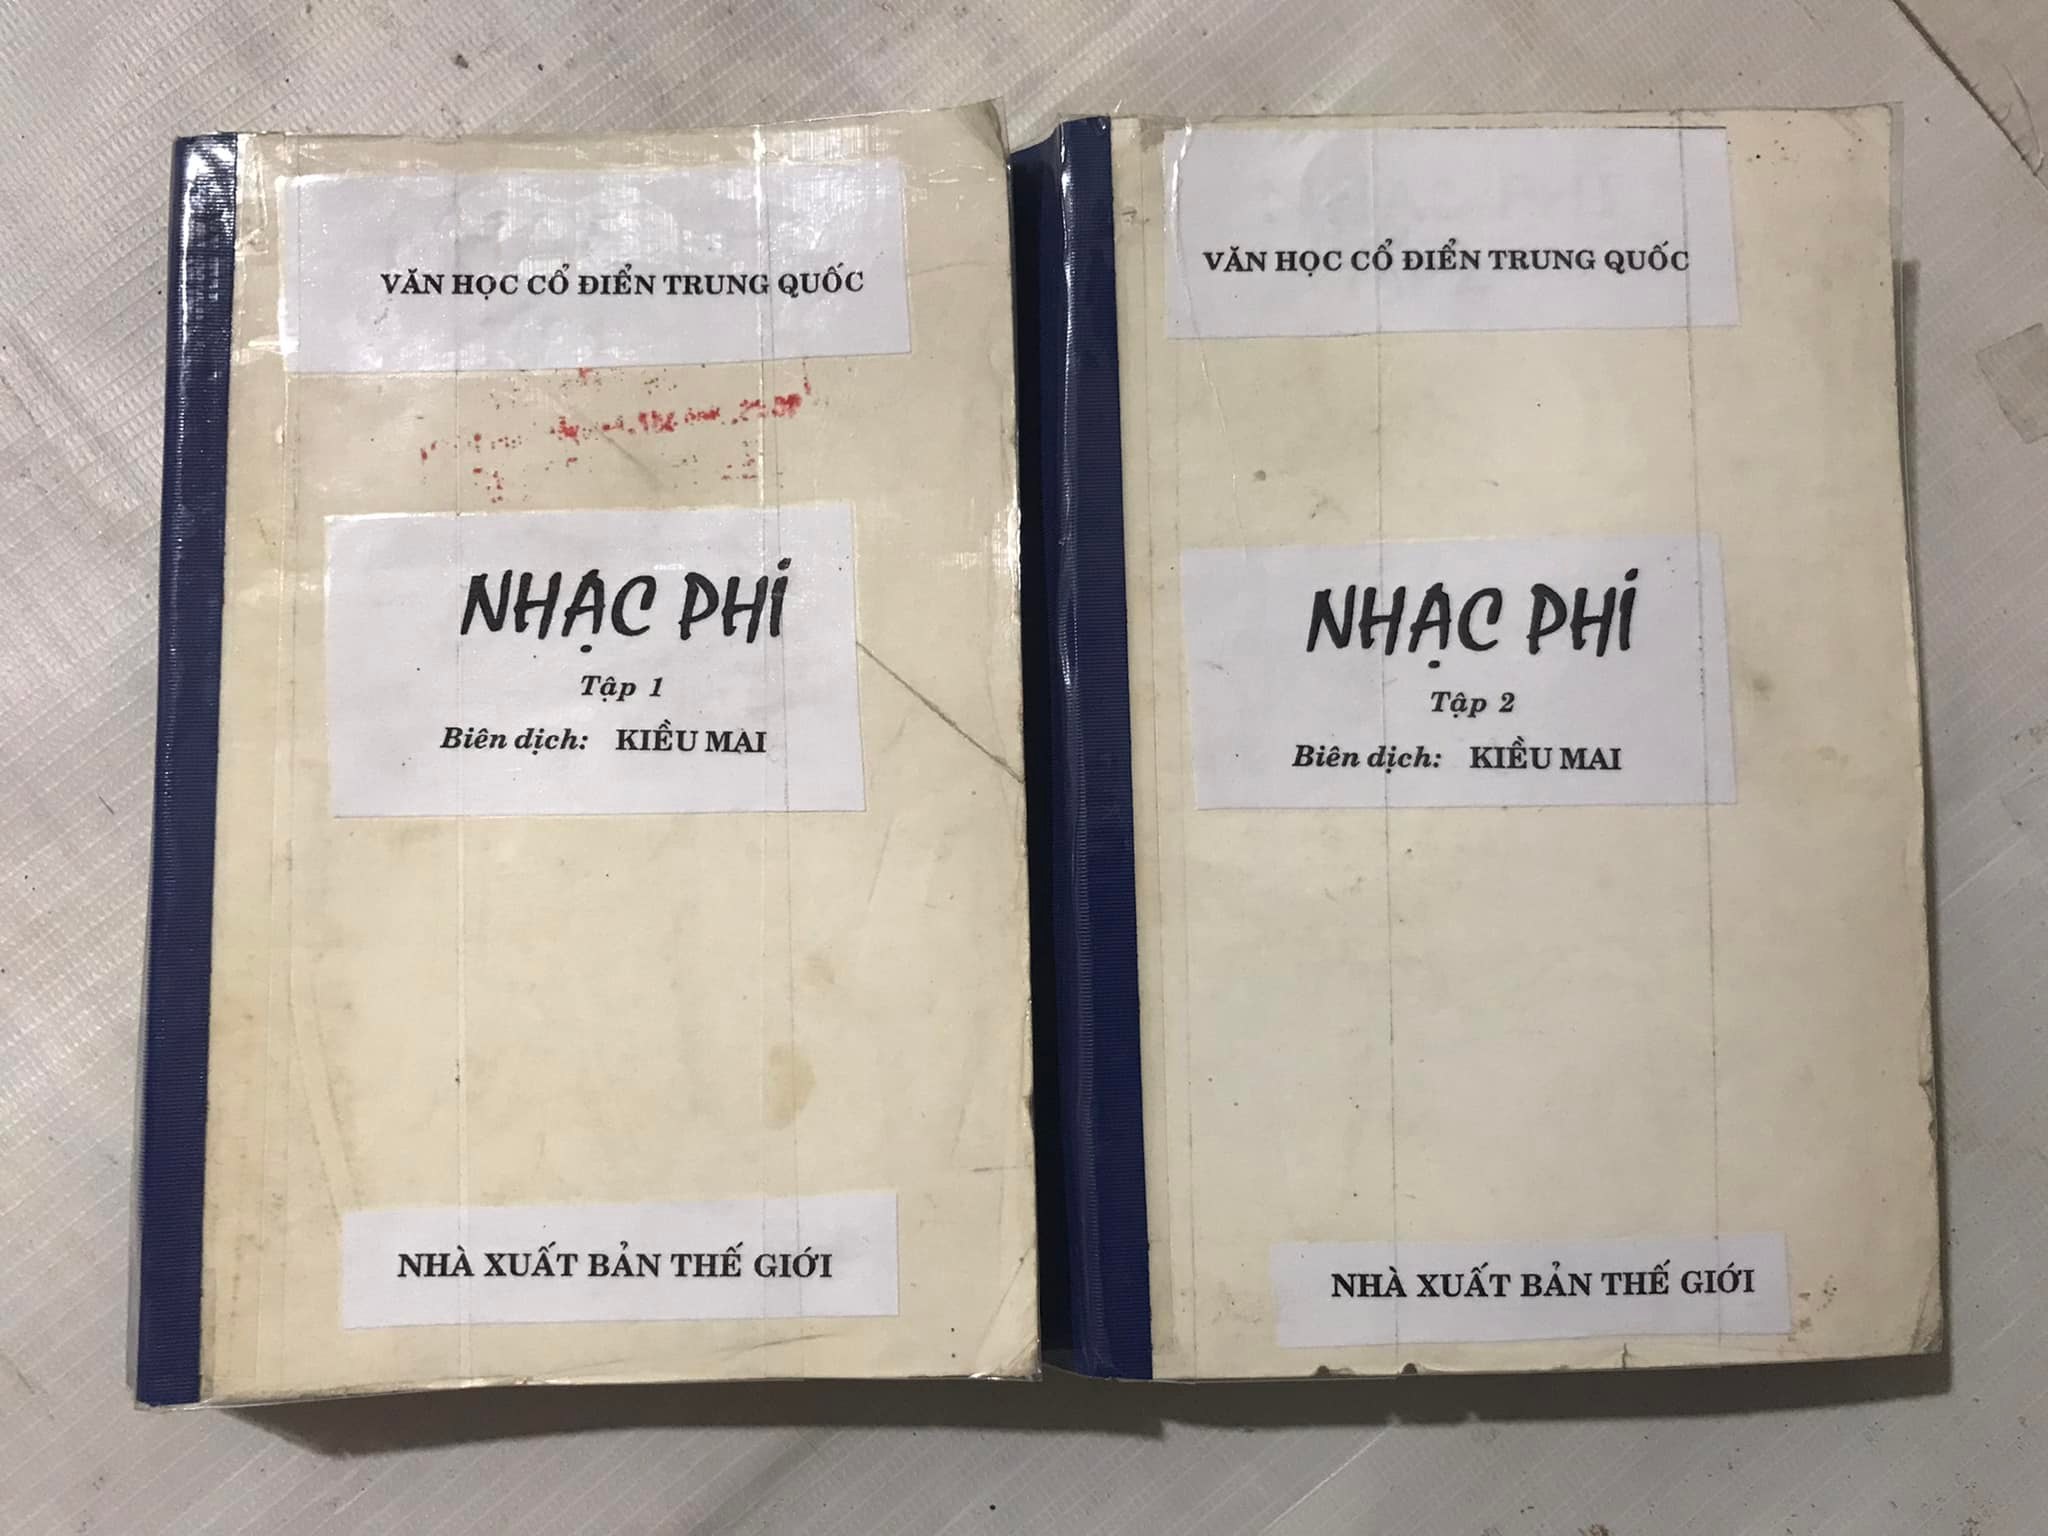 VĂN HỌC CỔ ĐIỂN TRUNG QUỐC
NHẠC PHI
Tập 1
Biên dịch: KIỀU MAI
NHÀ XUẤT BẢN THẾ GIỚI
VĂN HỌC CỔ ĐIỂN TRUNG QUỐC
NHẠC PHI
Tập 2
Biên dịch: KIỀU MAI
NHÀ XUẤT BẢN THẾ GIỚI